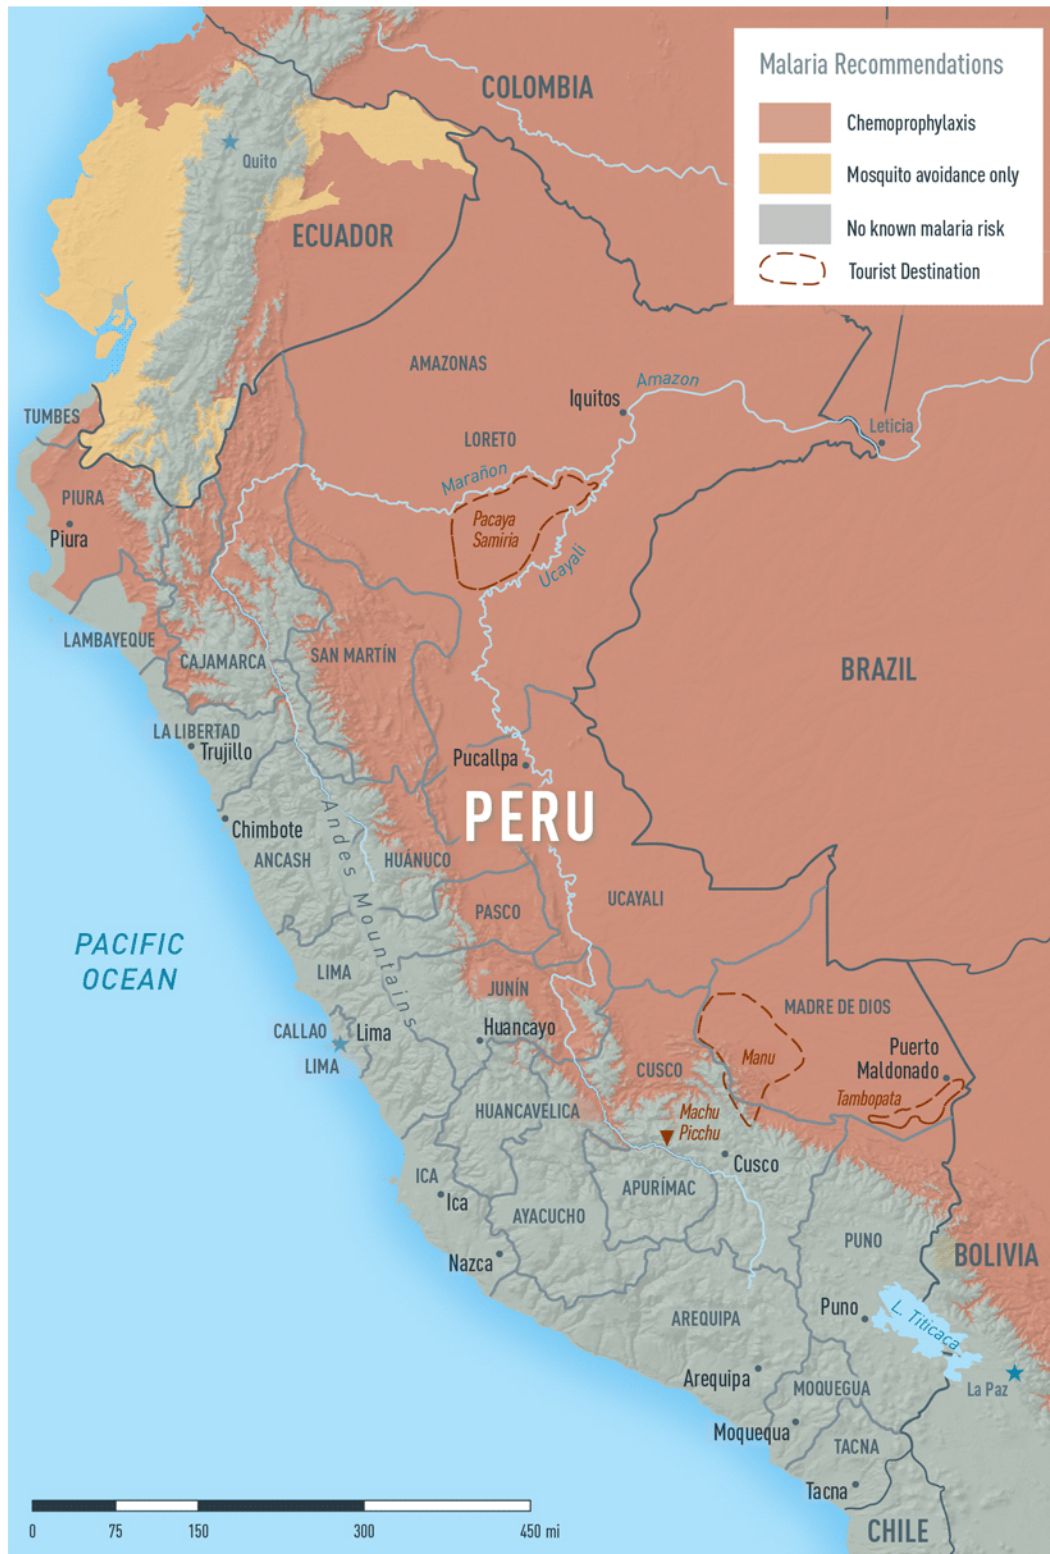 Malaria Recommendations
Chemoprophylaxis
Mosquito avoidance only
No known malaria risk
Tourist Destination
COLOMBIA
Quito
ECUADOR
AMAZONAS
Amazon
Iquitos
TUMBES
Leticia
LORETO
Marañon
PIURA
Piura
Pacaya
Samiria
Ucayali
LAMBAYEQUE
CAJAMARCA
SAN MARTÍN
BRAZIL
LA LIBERTAD
Trujillo
Pucallpa
PERU
Chimbote
ANCASH
Andes Mountains
HUÁNUCO
UCAYALI
PASCO
PACIFIC
OCEAN
LIMA
JUNÍN
MADRE DE DIOS
CALLAO
Lima
Huancayo
LIMA
Manu
Puerto
Maldonado
CUSCO
Tambopata
HUANCAVELICA
Machu
Picchu
Cusco
ICA
Ica
APURÍMAC
AYACUCHO
PUNO
BOLIVIA
Nazca
Puno
L. Titicaca
AREQUIPA
Arequipa
MOQUEGUA
La Paz
Moquequa
TACNA
Tacna
CHILE
0 75 150 300 450 mi